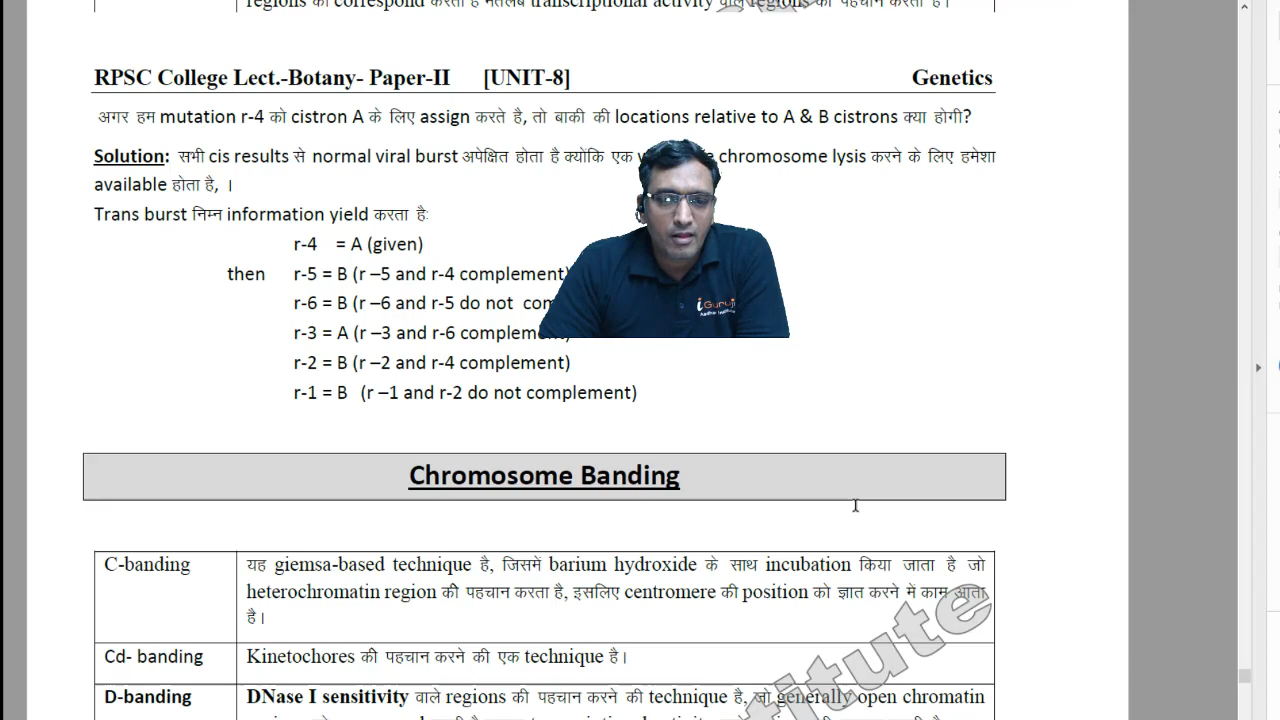 regions को correspond करता है मतलब transcriptional activity वाले regions की पहचान करता है।
RPSC College Lect.-Botany- Paper-II [UNIT-8] Genetics
अगर हम mutation r-4 को cistron A के लिए assign करते है, तो बाकी की locations relative to A & B cistrons क्या होगी?
Solution: सभी cis results से normal viral burst अपेक्षित होता है क्योंकि एक chromosome lysis करने के लिए हमेशा
available होता है, ।
Trans burst निम्न information yield करता है:
r-4 = A (given)
then r-5 = B (r –5 and r-4 complement)
r-6 = B (r –6 and r-5 do not
r-3 = A (r –3 and r-6 complement)
r-2 = B (r –2 and r-4 complement)
r-1 = B (r –1 and r-2 do not complement)
i Guruji
Aadhar Institute
Chromosome Banding
C-banding यह giemsa-based technique है, जिसमें barium hydroxide के साथ incubation किया जाता है जो
heterochromatin region की पहचान करता है, इसलिए centromere की position को ज्ञात करने में काम आता
है।
Cd- banding Kinetochores की पहचान करने की एक technique है।
D-banding DNase I sensitivity वाले regions की पहचान करने की technique है, जो generally open chromatin